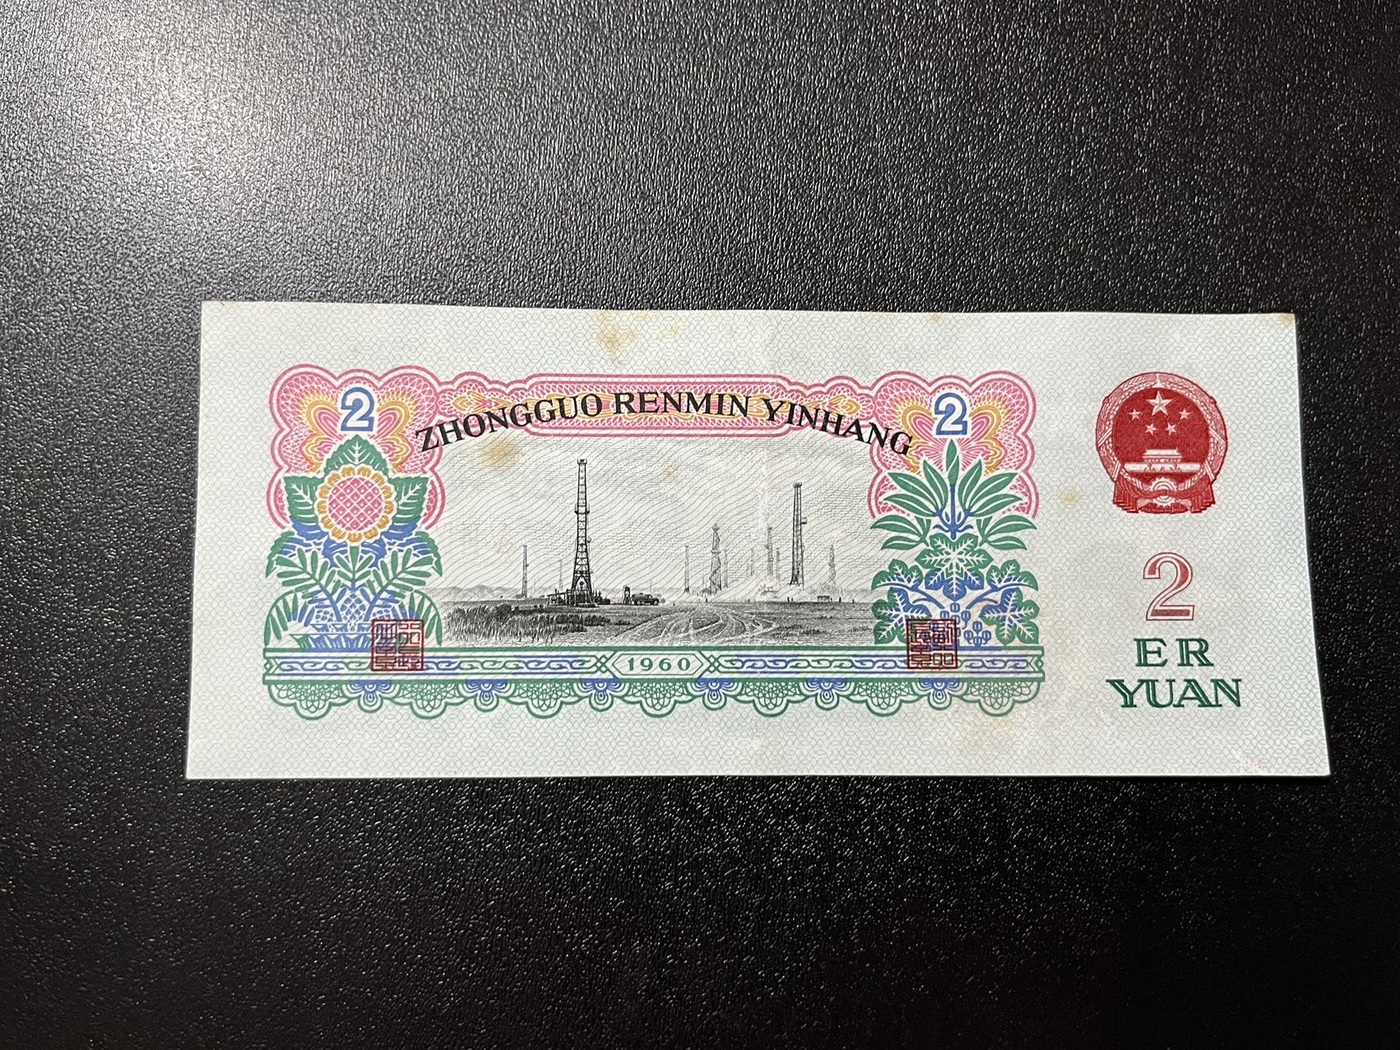 2
2
ZHONGGUO RENMIN YINHANG
1960
2
ER
YUAN